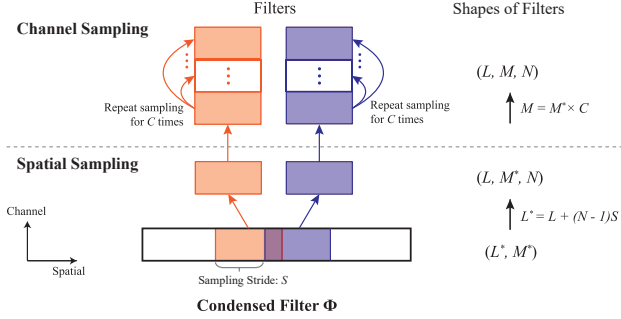 Filters
Shapes of Filters
Channel Sampling
(L, M, N)
Repeat sampling
for C times
Repeat sampling
for C times
M = M* × C
Spatial Sampling
(L, M*, N)
Channel
L* = L + (N - 1)S
Spatial
(L*, M*)
Sampling Stride: S
Condensed Filter Φ